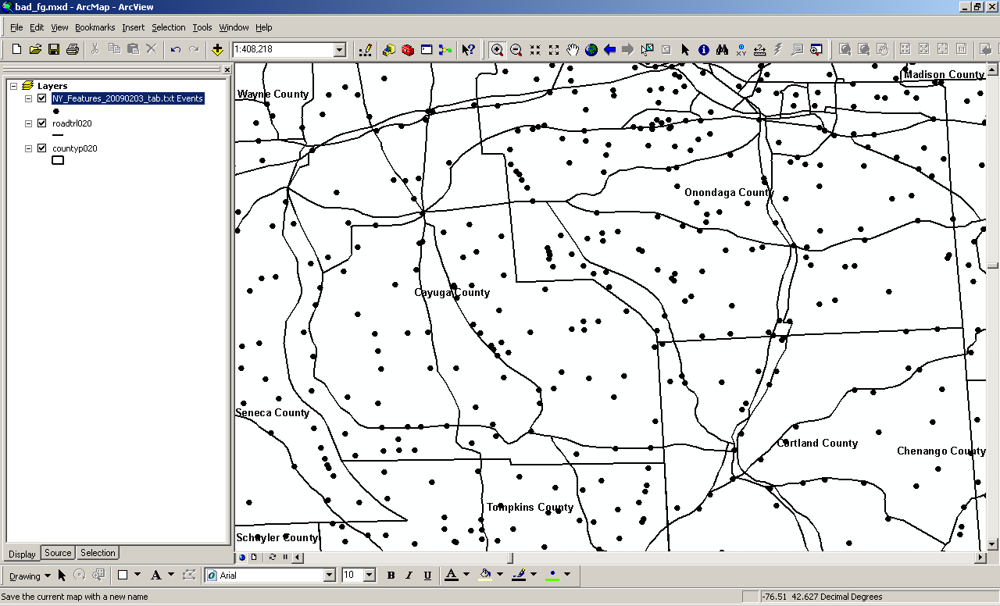 bad_fg.mxd - ArcMap - ArcView
File Edit View Bookmarks Insert Selection Tools Window Help
1:408,218
Layers
NY_Features_20090203_tab.txt Events
roadtrl020
countyp020
Wayne County
Madison County
Onondaga County
Cayuga County
Seneca County
Cortland County
Chenango County
Tompkins County
Schuyler County
Display Source Selection
Drawing A Arial 10 B I U A
Save the current map with a new name
-76.51 42.627 Decimal Degrees